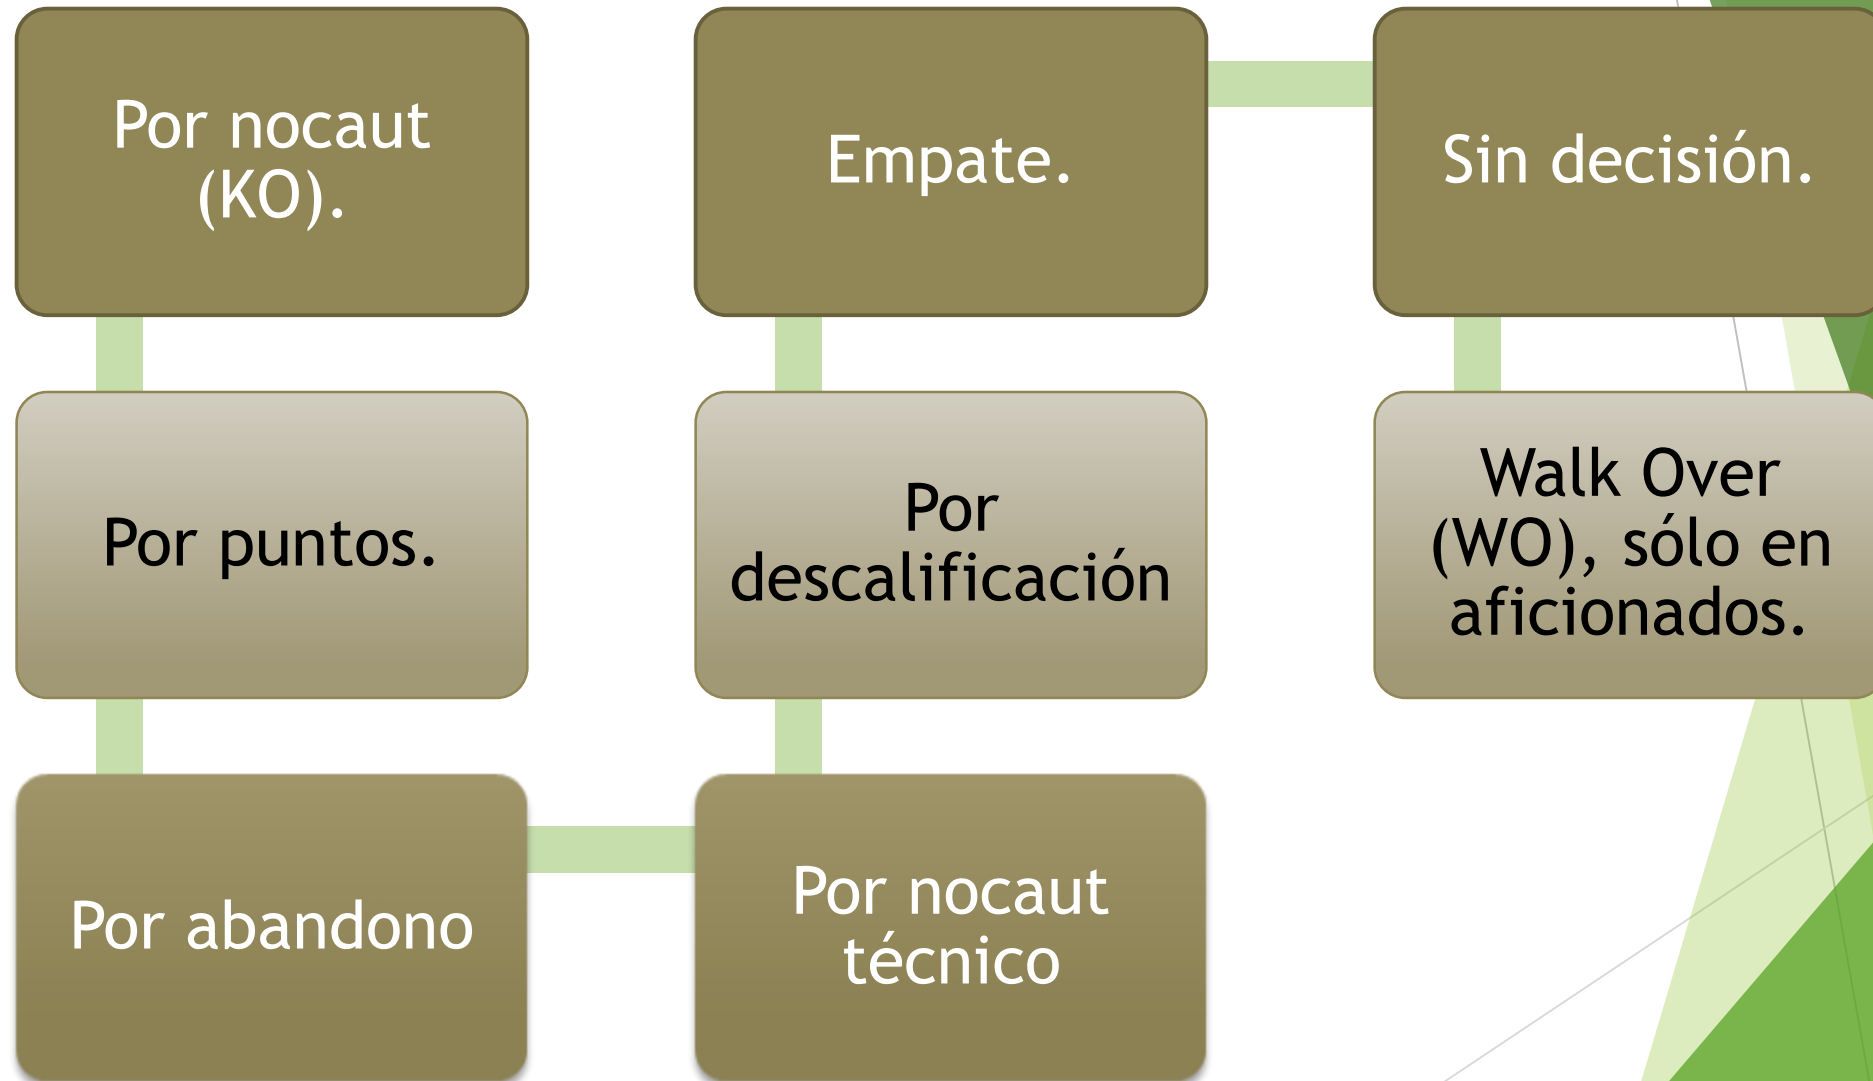 Por nocaut
(KO).
Por puntos.
Por abandono
Por nocaut
técnico
Por
descalificación
Empate.
Sin decisión.
Walk Over
(WO), sólo en
aficionados.